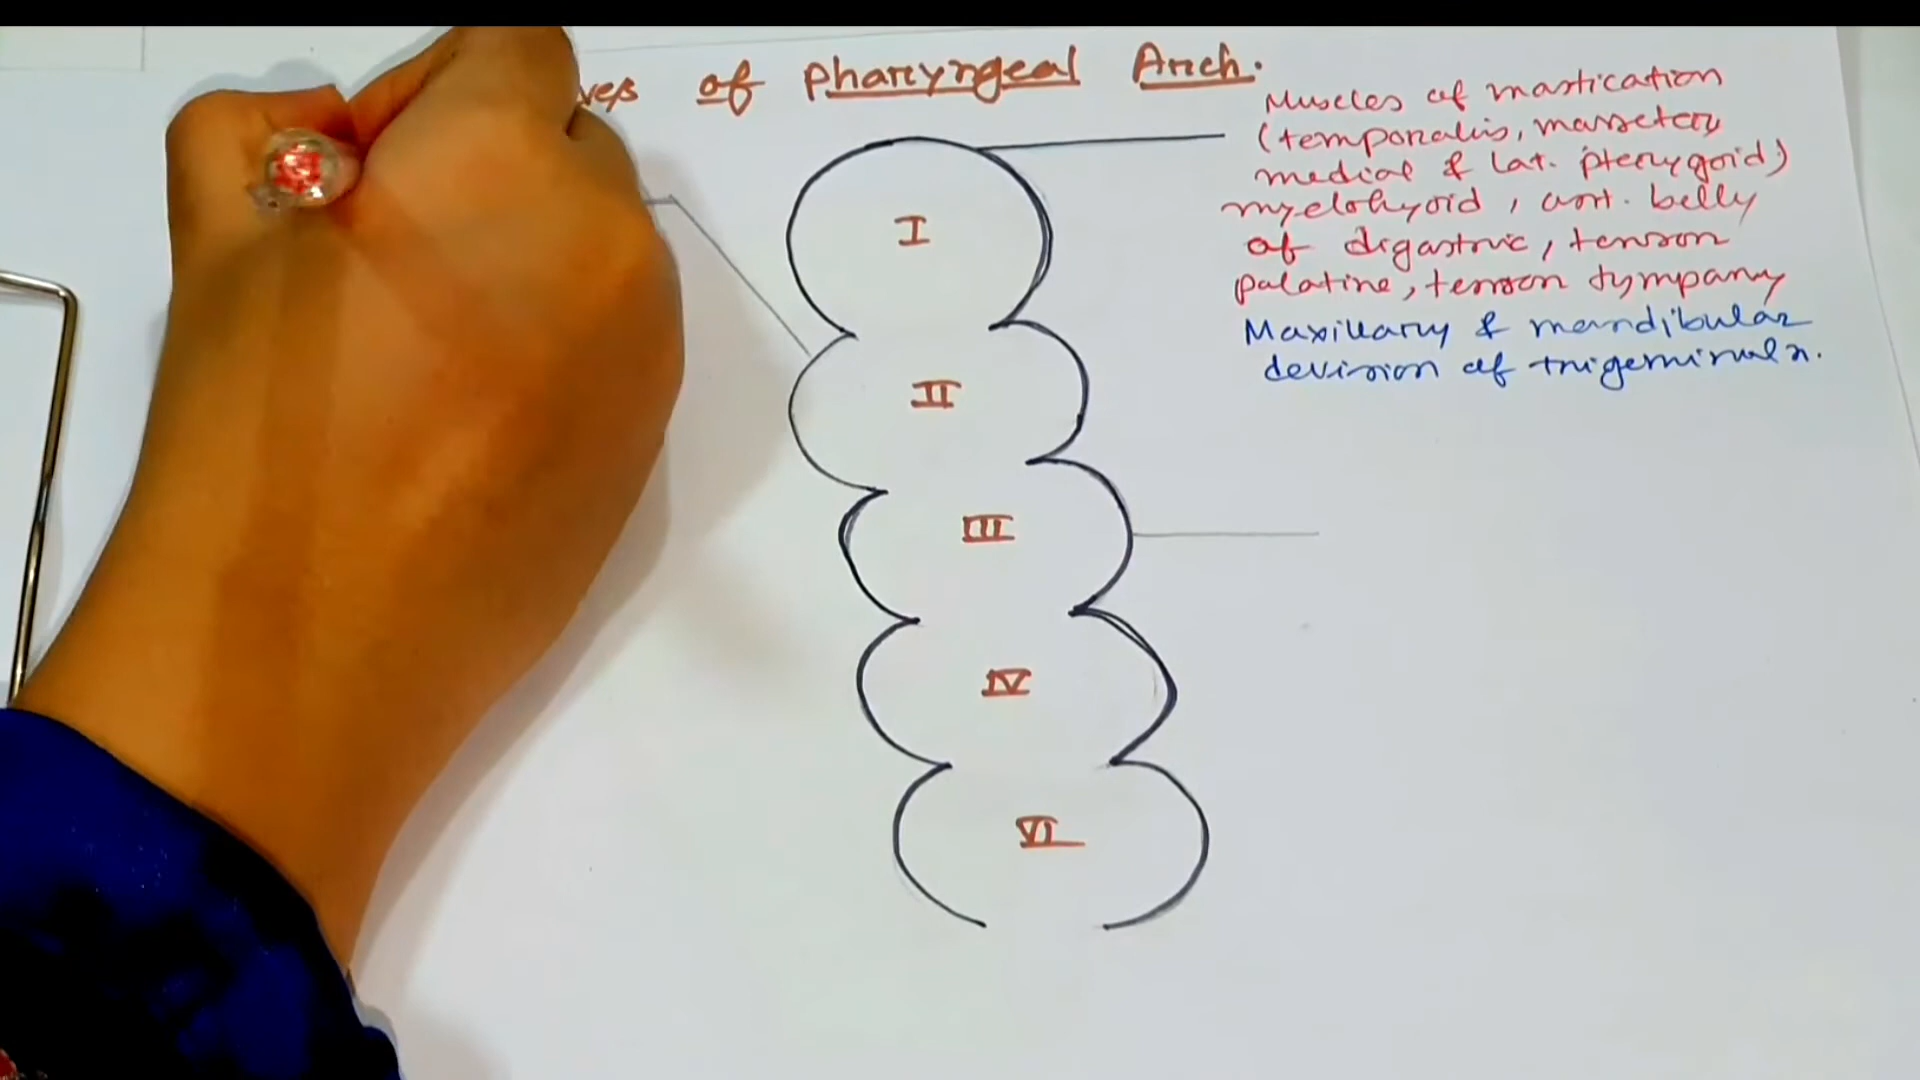 of Pharyngeal Arch.
Muscles of mastication
(temporalis, masseter,
medial & lat. pterygoid)
myelohyoid, ant. belly
of digastric, tensor
palatine, tensor tympany
Maxillary & mandibular
devision of trigeminal n.
I
II
III
IV
VI